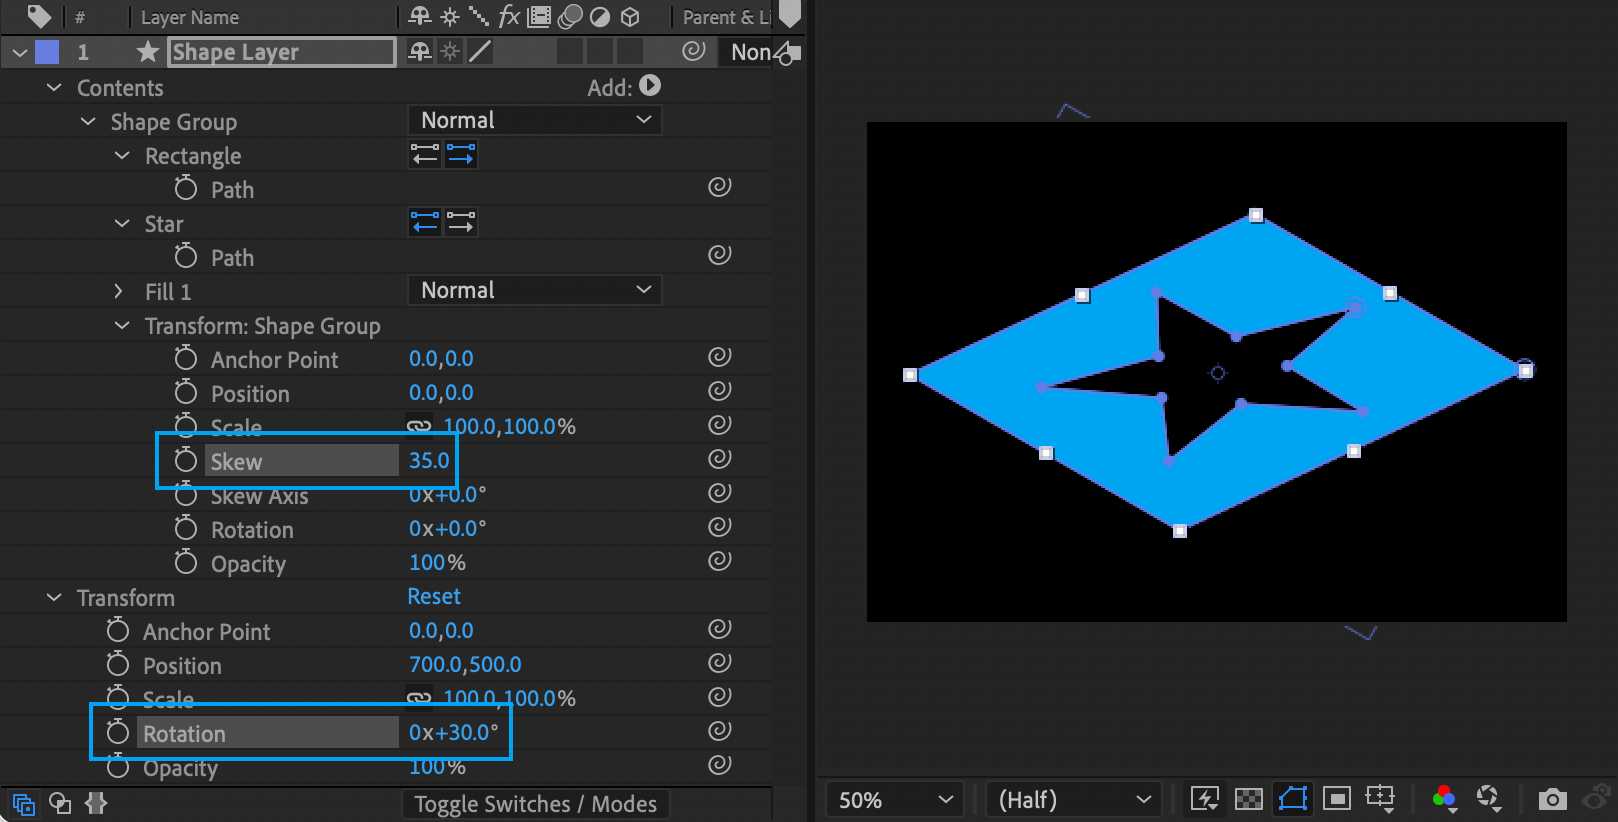 # Layer Name fx Parent & Li
1 Shape Layer Non
Contents Add:
Shape Group Normal
Rectangle
Path
Star
Path
Fill 1 Normal
Transform: Shape Group
Anchor Point 0.0,0.0
Position 0.0,0.0
Scale 100.0,100.0%
Skew 35.0
Skew Axis 0x+0.0°
Rotation 0x+0.0°
Opacity 100%
Transform Reset
Anchor Point 0.0,0.0
Position 700.0,500.0
Scale 100.0,100.0%
Rotation 0x+30.0°
Opacity 100%
Toggle Switches / Modes
50% (Half)